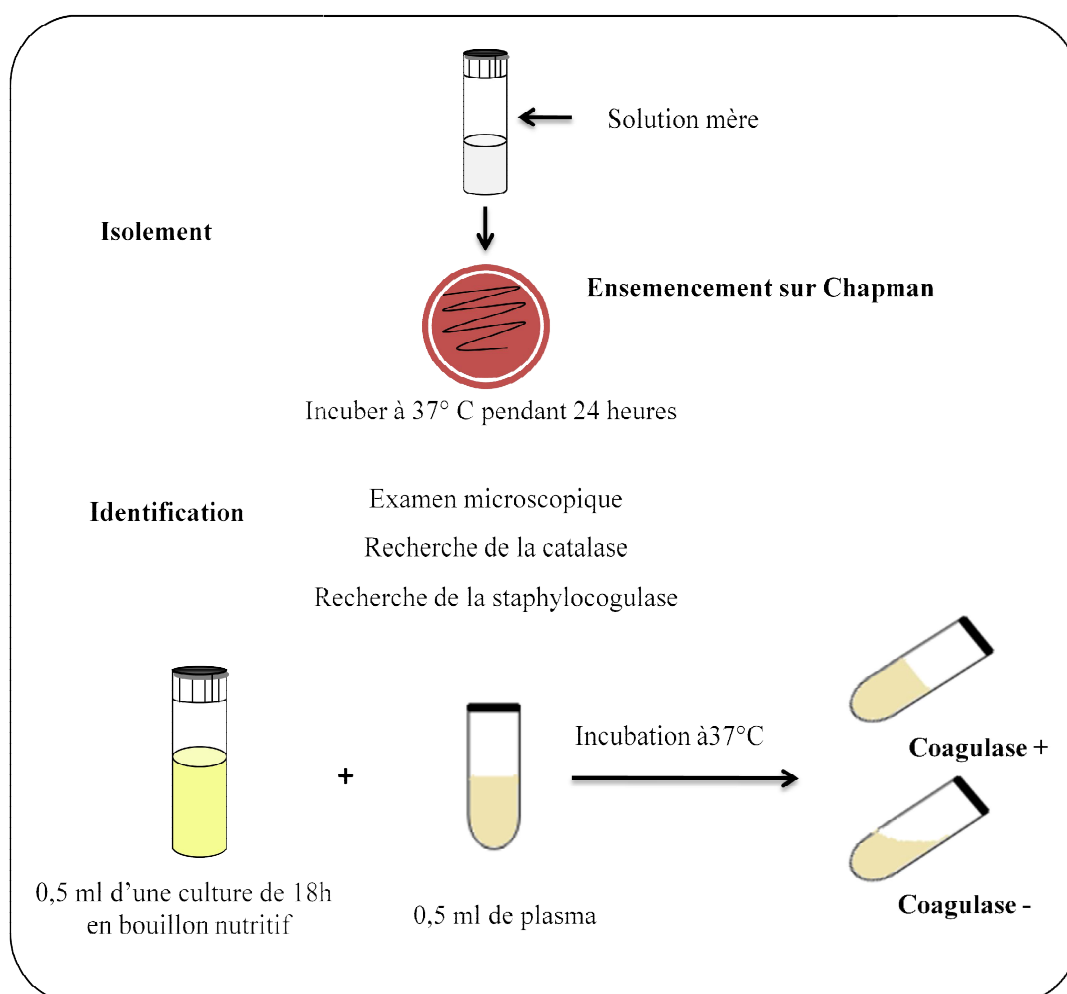 Solution mère
Isolement
Ensemencement sur Chapman
Incuber à 37° C pendant 24 heures
Identification
Examen microscopique
Recherche de la catalase
Recherche de la staphylocogulase
Incubation à37°C
Coagulase +
+
0,5 ml d’une culture de 18h
en bouillon nutritif
0,5 ml de plasma
Coagulase -